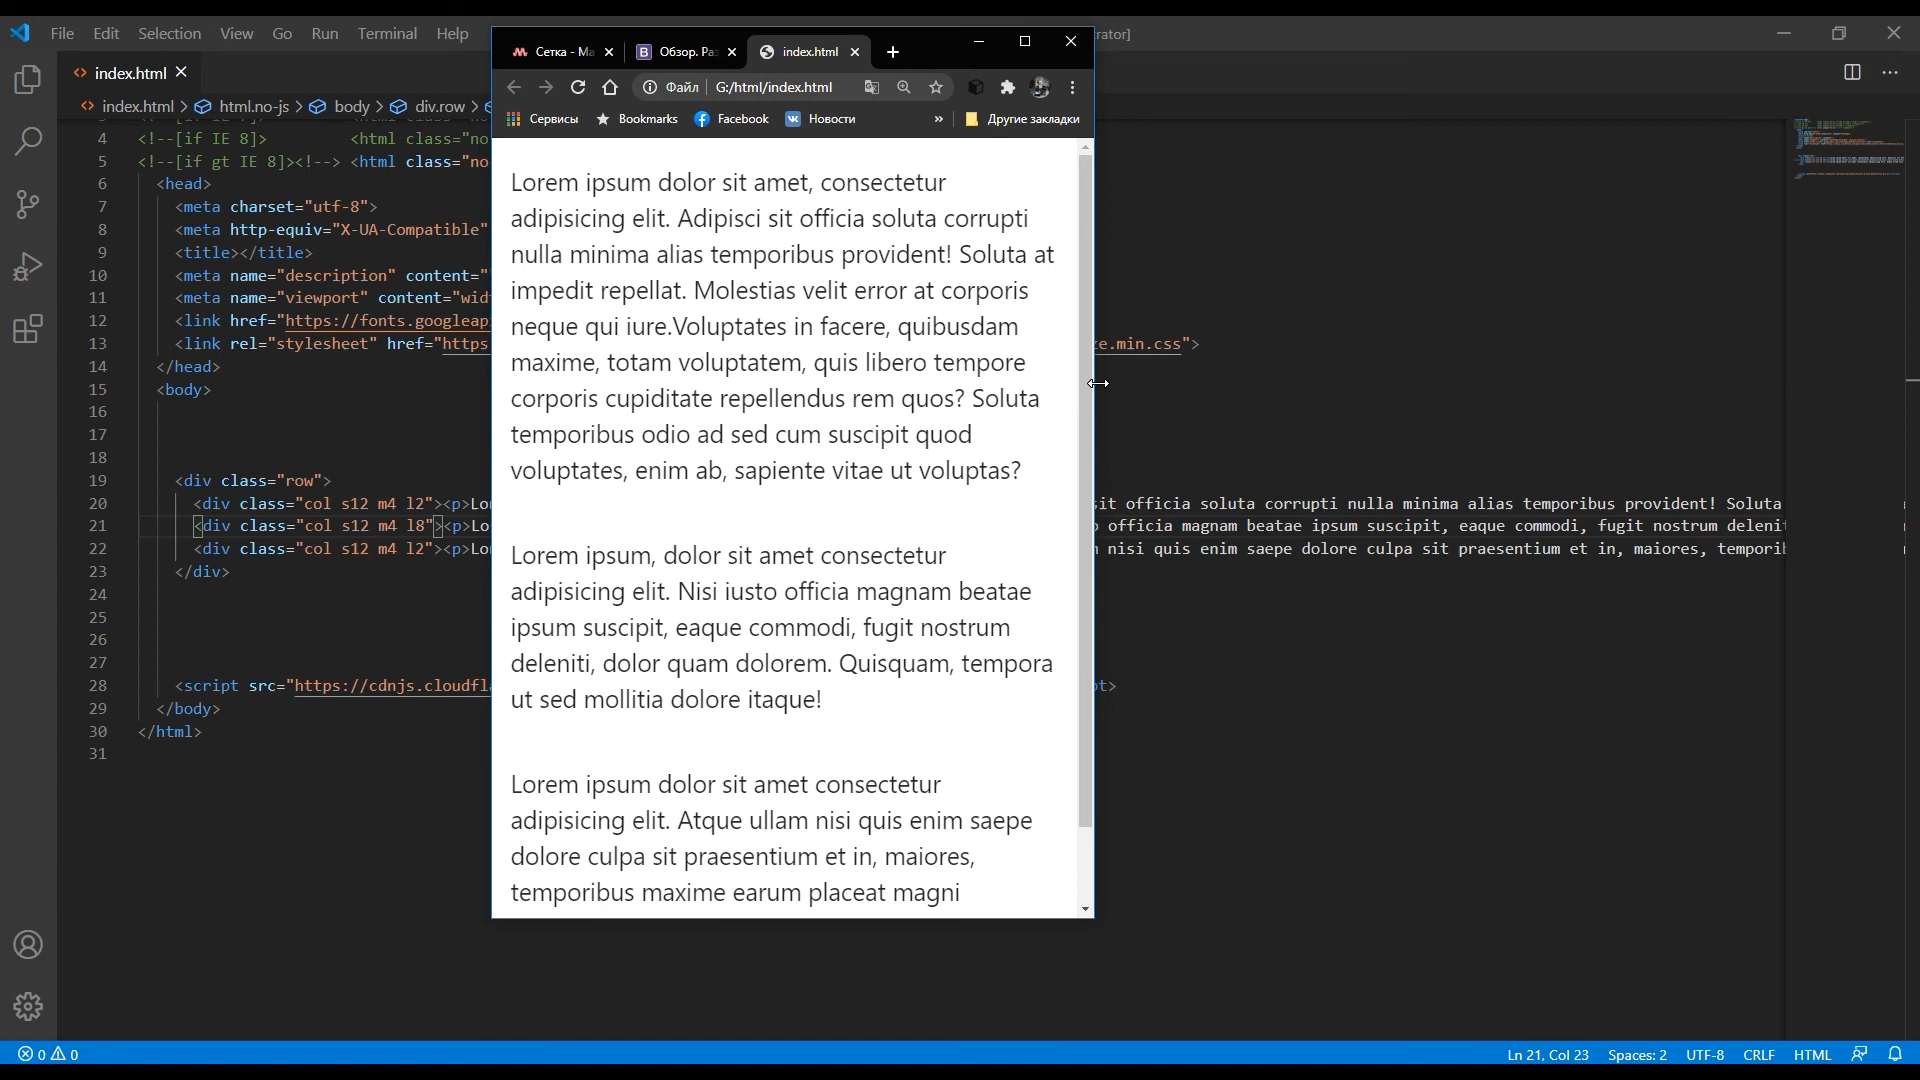 File Edit Selection View Go Run Terminal Help
trator]
index.html
index.html > html.no-js > body > div.row >
Сетка - Ma
Обзор. Ра
index.html
Файл G:/html/index.html
Сервисы Bookmarks Facebook Новости » Другие закладки
4 <!--[if IE 8]> <html class="no
5 <!--[if gt IE 8]><!--> <html class="no
6 <head>
7 <meta charset="utf-8">
8 <meta http-equiv="X-UA-Compatible"
9 <title></title>
10 <meta name="description" content="
11 <meta name="viewport" content="wid
12 <link href="https://fonts.googleap
13 <link rel="stylesheet" href="https ze.min.css">
14 </head>
15 <body>
16
17
18
19 <div class="row">
20 <div class="col s12 m4 l2"><p>Lo sit officia soluta corrupti nulla minima alias temporibus provident! Soluta
21 <div class="col s12 m4 l8"><p>Lo officia magnam beatae ipsum suscipit, eaque commodi, fugit nostrum delenit
22 <div class="col s12 m4 l2"><p>Lo nisi quis enim saepe dolore culpa sit praesentium et in, maiores, temporib
23 </div>
24
25
26
27
28 <script src="https://cdnjs.cloudfl pt>
29 </body>
30 </html>
31
Lorem ipsum dolor sit amet, consectetur
adipisicing elit. Adipisci sit officia soluta corrupti
nulla minima alias temporibus provident! Soluta at
impedit repellat. Molestias velit error at corporis
neque qui iure.Voluptates in facere, quibusdam
maxime, totam voluptatem, quis libero tempore
corporis cupiditate repellendus rem quos? Soluta
temporibus odio ad sed cum suscipit quod
voluptates, enim ab, sapiente vitae ut voluptas?
Lorem ipsum, dolor sit amet consectetur
adipisicing elit. Nisi iusto officia magnam beatae
ipsum suscipit, eaque commodi, fugit nostrum
deleniti, dolor quam dolorem. Quisquam, tempora
ut sed mollitia dolore itaque!
Lorem ipsum dolor sit amet consectetur
adipisicing elit. Atque ullam nisi quis enim saepe
dolore culpa sit praesentium et in, maiores,
temporibus maxime earum placeat magni
0 0 Ln 21, Col 23 Spaces: 2 UTF-8 CRLF HTML